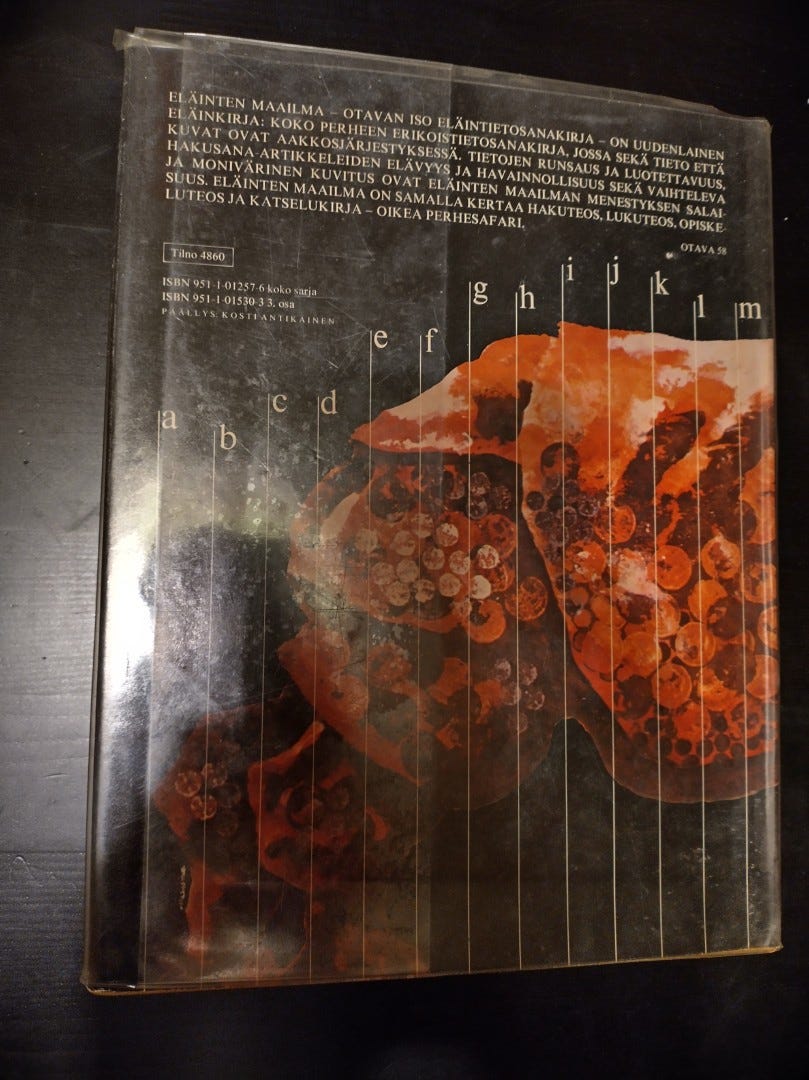 ELÄINTEN MAAILMA – OTAVAN ISO ELÄINTIETOSANAKIRJA – ON UUDENLAINEN
ELÄINKIRJA: KOKO PERHEEN ERIKOISTIETOSANAKIRJA, JOSSA SEKÄ TIETO ETTÄ
KUVAT OVAT AAKKOSJÄRJESTYKSESSÄ. TIETOJEN RUNSAUS JA LUOTETTAVUUS,
HAKUSANA-ARTIKKELEIDEN ELÄVYYS JA HAVAINNOLLISUUS SEKÄ VAIHTELEVA
JA MONIVÄRINEN KUVITUS OVAT ELÄINTEN MAAILMAN MENESTYKSEN SALAI-
SUUS. ELÄINTEN MAAILMA ON SAMALLA KERTAA HAKUTEOS, LUKUTEOS, OPISKE-
LUTEOS JA KATSELUKIRJA – OIKEA PERHESAFARI.
OTAVA 58
Tilno 4860
ISBN 951-1-01257-6 koko sarja
ISBN 951-1-01530-3 3. osa
PÄÄLLYS: KOSTI ANTIKAINEN
a b c d e f g h i j k l m